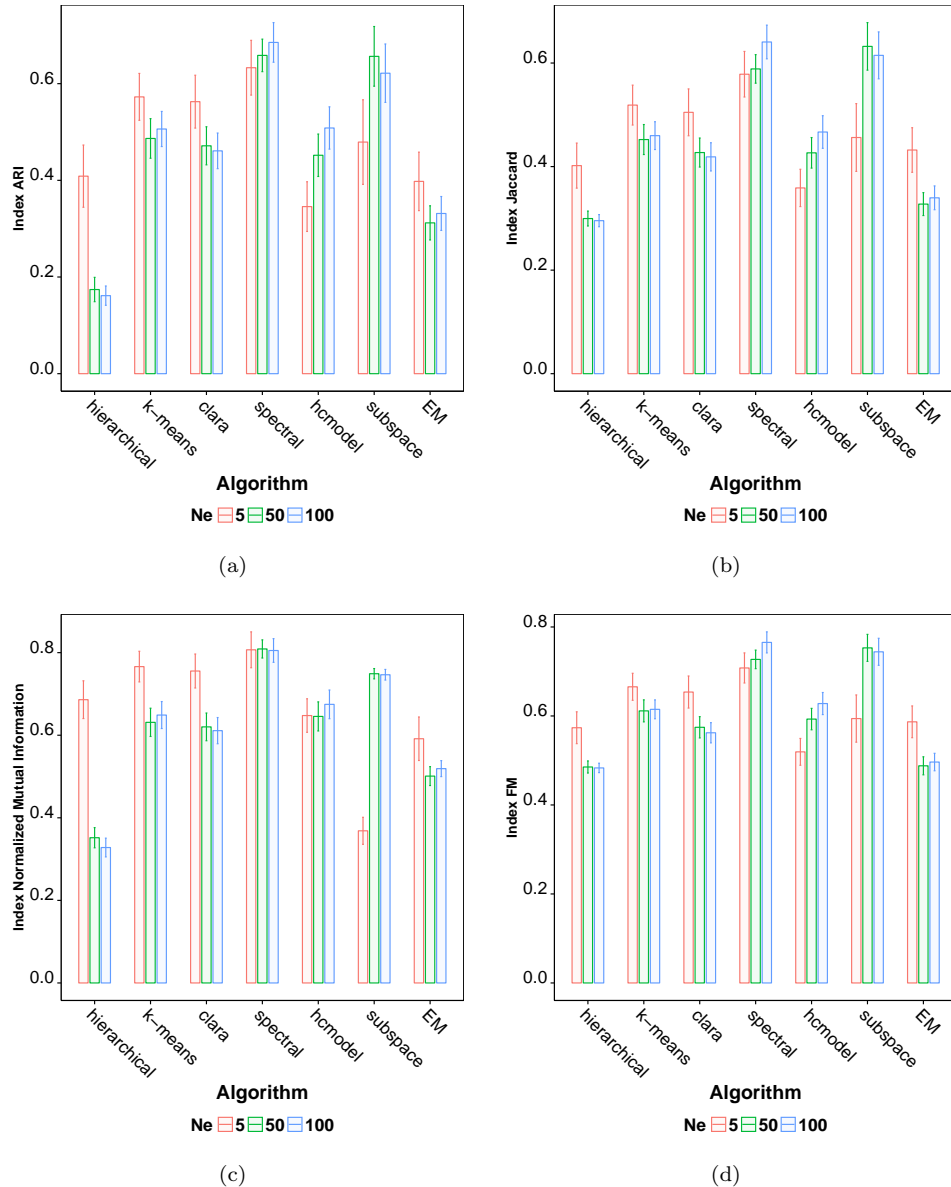 Index ARI
0.6
0.4
0.2
0.0
hierarchical
k−means
clara
spectral
hcmodel
subspace
EM
Algorithm
Ne 5 50 100
(a)
Index Jaccard
0.6
0.4
0.2
0.0
hierarchical
k−means
clara
spectral
hcmodel
subspace
EM
Algorithm
Ne 5 50 100
(b)
Index Normalized Mutual Information
0.8
0.6
0.4
0.2
0.0
hierarchical
k−means
clara
spectral
hcmodel
subspace
EM
Algorithm
Ne 5 50 100
(c)
Index FM
0.8
0.6
0.4
0.2
0.0
hierarchical
k−means
clara
spectral
hcmodel
subspace
EM
Algorithm
Ne 5 50 100
(d)